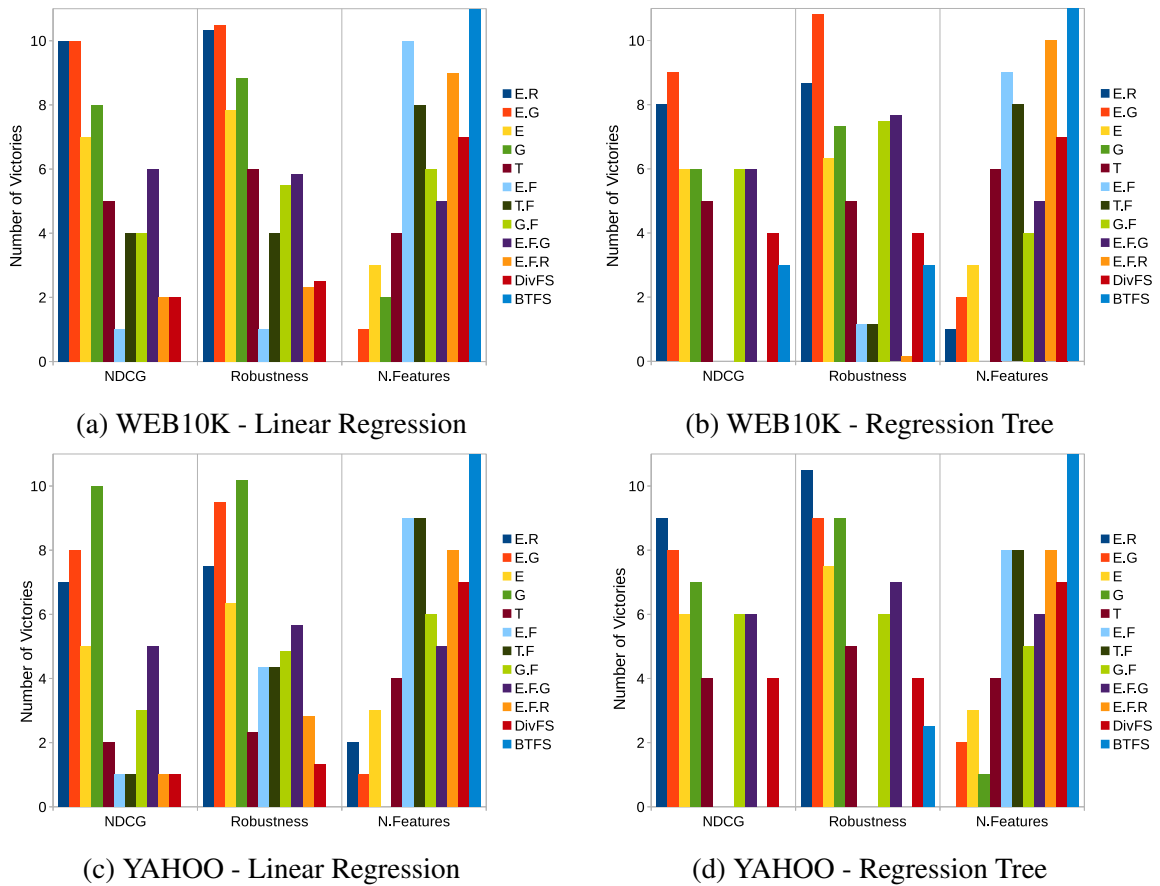 10
8
6
4
2
0
Number of Victories
NDCG
Robustness
N.Features
E.R
E.G
E
G
T
E.F
T.F
G.F
E.F.G
E.F.R
DivFS
BTFS
(a) WEB10K - Linear Regression
10
8
6
4
2
0
Number of Victories
NDCG
Robustness
N.Features
E.R
E.G
E
G
T
E.F
T.F
G.F
E.F.G
E.F.R
DivFS
BTFS
(b) WEB10K - Regression Tree
10
8
6
4
2
0
Number of Victories
NDCG
Robustness
N.Features
E.R
E.G
E
G
T
E.F
T.F
G.F
E.F.G
E.F.R
DivFS
BTFS
(c) YAHOO - Linear Regression
10
8
6
4
2
0
Number of Victories
NDCG
Robustness
N.Features
E.R
E.G
E
G
T
E.F
T.F
G.F
E.F.G
E.F.R
DivFS
BTFS
(d) YAHOO - Regression Tree